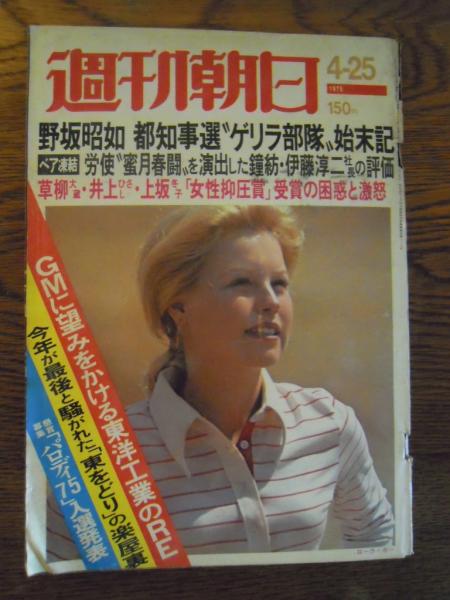 週刊朝日
4-25
1975
150円
野坂昭如 都知事選〝ゲリラ部隊〟始末記
ベア凍結 労使〝蜜月春闘〟を演出した鐘紡・伊藤淳二社長の評価
草柳大蔵・井上ひさし・上坂冬子「女性抑圧賞」受賞の困惑と激怒
GMに望みをかける東洋工業のRE
今年が最後と騒がれた「東をどり」の楽屋裏
「パロディ'75」入選発表